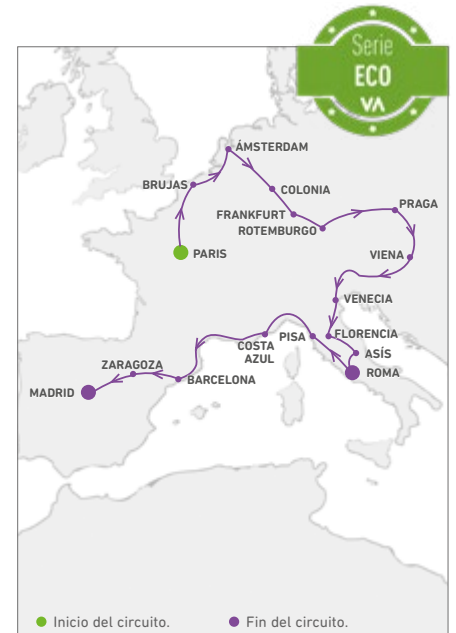 Serie
ECO
VA
ÁMSTERDAM
BRUJAS
COLONIA
FRANKFURT
ROTEMBURGO
PRAGA
PARIS
VIENA
VENECIA
FLORENCIA
PISA
COSTA
AZUL
ASÍS
ROMA
ZARAGOZA
BARCELONA
MADRID
Inicio del circuito.
Fin del circuito.